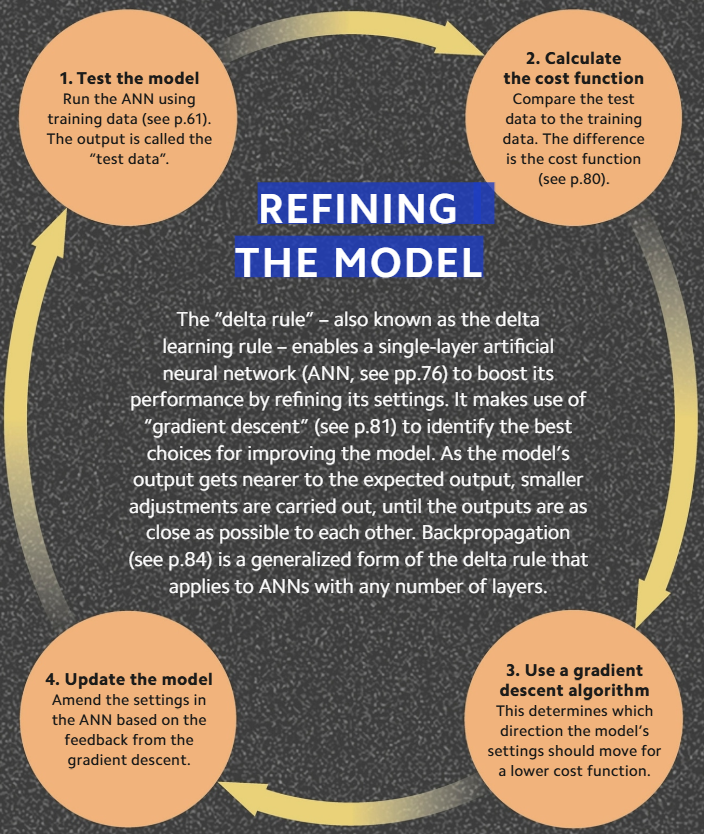 1. Test the model
Run the ANN using
training data (see p.61).
The output is called the
“test data”.
2. Calculate
the cost function
Compare the test
data to the training
data. The difference
is the cost function
(see p.80).
REFINING
THE MODEL
The “delta rule” – also known as the delta
learning rule – enables a single-layer artificial
neural network (ANN, see pp.76) to boost its
performance by refining its settings. It makes use of
“gradient descent” (see p.81) to identify the best
choices for improving the model. As the model’s
output gets nearer to the expected output, smaller
adjustments are carried out, until the outputs are as
close as possible to each other. Backpropagation
(see p.84) is a generalized form of the delta rule that
applies to ANNs with any number of layers.
3. Use a gradient
descent algorithm
This determines which
direction the model’s
settings should move for
a lower cost function.
4. Update the model
Amend the settings in
the ANN based on the
feedback from the
gradient descent.